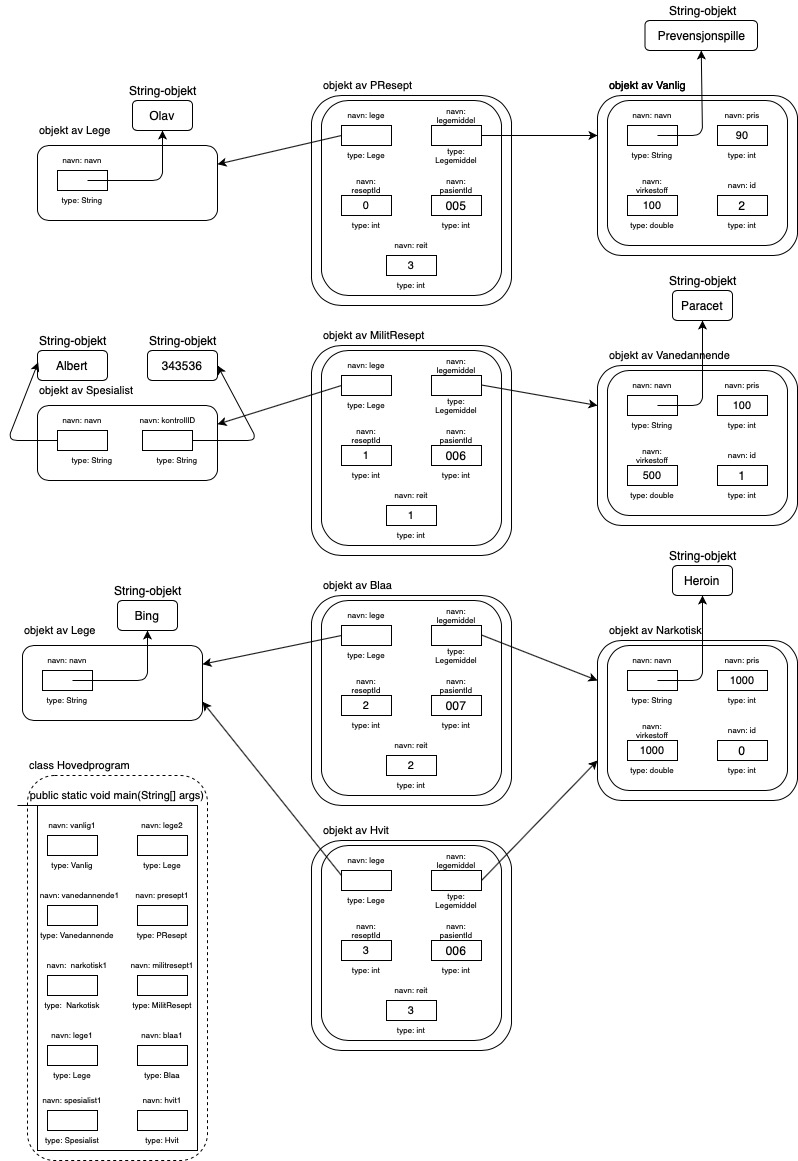 String-objekt
Prevensjonspille
String-objekt
Olav
objekt av Lege
navn: navn
type: String
objekt av PResept
navn: lege
type: Lege
navn:
legemiddel
type:
Legemiddel
navn:
reseptId
0
type: int
navn:
pasientId
005
type: int
navn: reit
3
type: int
objekt av Vanlig
navn: navn
type: String
navn: pris
90
type: int
navn:
virkestoff
100
type: double
navn: id
2
type: int
String-objekt
Paracet
String-objekt
Albert
String-objekt
343536
objekt av Spesialist
navn: navn
type: String
navn: kontrollID
type: String
objekt av MilitResept
navn: lege
type: Lege
navn:
legemiddel
type:
Legemiddel
navn:
reseptId
1
type: int
navn:
pasientId
006
type: int
navn: reit
1
type: int
objekt av Vanedannende
navn: navn
type: String
navn: pris
100
type: int
navn:
virkestoff
500
type: double
navn: id
1
type: int
String-objekt
Heroin
String-objekt
Bing
objekt av Lege
navn: navn
type: String
objekt av Blaa
navn: lege
type: Lege
navn:
legemiddel
type:
Legemiddel
navn:
reseptId
2
type: int
navn:
pasientId
007
type: int
navn: reit
2
type: int
objekt av Narkotisk
navn: navn
type: String
navn: pris
1000
type: int
navn:
virkestoff
1000
type: double
navn: id
0
type: int
class Hovedprogram
public static void main(String[] args)
navn: vanlig1
type: Vanlig
navn: lege2
type: Lege
navn: vanedannende1
type: Vanedannende
navn: presept1
type: PResept
navn: narkotisk1
type: Narkotisk
navn: militresept1
type: MilitResept
navn: lege1
type: Lege
navn: blaa1
type: Blaa
navn: spesialist1
type: Spesialist
navn: hvit1
type: Hvit
objekt av Hvit
navn: lege
type: Lege
navn:
legemiddel
type:
Legemiddel
navn:
reseptId
3
type: int
navn:
pasientId
006
type: int
navn: reit
3
type: int